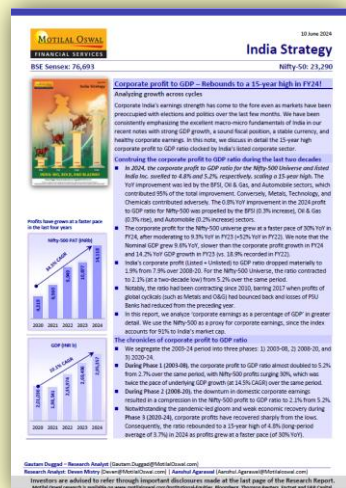 MOTILAL OSWAL
FINANCIAL SERVICES
10 June 2024
India Strategy
BSE Sensex: 76,693
Nifty-50: 23,290
Corporate profit to GDP – Rebounds to a 15-year high in FY24!
Analyzing growth across cycles
Corporate India's earnings strength has come to the fore even as markets have been
preoccupied with elections and politics over the last few months. We have been
consistently emphasizing the excellent macro-micro fundamentals of India in our
recent notes with strong GDP growth, a sound fiscal position, a stable currency, and
healthy corporate earnings. In this note, we discuss in detail the 15-year high
corporate profit to GDP ratio clocked by India's listed corporate sector.
Construing the corporate profit to GDP ratio during the last two decades
In 2024, the corporate profit to GDP ratio for the Nifty-500 Universe and listed
India Inc. swelled to 4.8% and 5.2%, respectively, scaling a 15-year high. The
YoY improvement was led by the BFSI, Oil & Gas, and Automobile sectors, which
contributed 95% of the total improvement. Conversely, Metals, Technology, and
Chemicals contributed adversely. The 0.8% YoY improvement in the 2024 profit
to GDP ratio for Nifty-500 was propelled by the BFSI (0.3% increase), Oil & Gas
(0.3% rise), and Automobile (0.2% increase) sectors.
The corporate profit for the Nifty-500 universe grew at a faster pace of 30% YoY in
FY24, after moderating to 9.3% YoY in FY23 (+52% YoY in FY22). We note that the
Nominal GDP grew 9.6% YoY, slower than the corporate profit growth in FY24
and 14.2% YoY GDP growth in FY23 (vs. 18.9% recorded in FY22).
India's corporate profit (Listed + Unlisted) to GDP ratio dropped materially to
1.9% from 7.9% over 2008-20. For the Nifty-500 Universe, the ratio contracted
to 2.1% (at a two-decade low) from 5.2% over the same period.
Notably, the ratio had been contracting since 2010, barring 2017 when profits of
global cyclicals (such as Metals and O&G) had bounced back and losses of PSU
Banks had reduced from the preceding year.
In this report, we analyze 'corporate earnings as a percentage of GDP' in greater
detail. We use the Nifty-500 as a proxy for corporate earnings, since the index
accounts for 91% to India's market cap.
The chronicles of corporate profit to GDP ratio
We segregate the 2003-24 period into three phases: 1) 2003-08, 2) 2008-20, and
3) 2020-24.
During Phase 1 (2003-08), the corporate profit to GDP ratio almost doubled to 5.2%
from 2.7% over the same period, with Nifty-500 profits surging 30%, which was
twice the pace of underlying GDP growth (at 14.5% CAGR) over the same period.
During Phase 2 (2008-20), the downturn in domestic corporate earnings
resulted in a compression in the Nifty-500 profit to GDP ratio to 2.1% from 5.2%.
Notwithstanding the pandemic-led gloom and weak economic recovery during
Phase 3 (2020-24), corporate profits have recovered sharply from the lows.
Consequently, the ratio rebounded to a 15-year high of 4.8% (long-period
average of 3.7%) in 2024 as profits grew at a faster pace (of 30% YoY).
Profits have grown at a faster pace
in the last four years
Nifty-500 PAT (INRb)
2020 2021 2022 2023 2024
GDP (INR b)
2020 2021 2022 2023 2024
Gautam Duggad – Research Analyst (Gautam.Duggad@MotilalOswal.com)
Research Analyst: Deven Mistry (Deven@MotilalOswal.com) | Aanshul Agarawal (Aanshul.Agarawal@Motilaloswal.com)
Investors are advised to refer through important disclosures made at the last page of the Research Report.